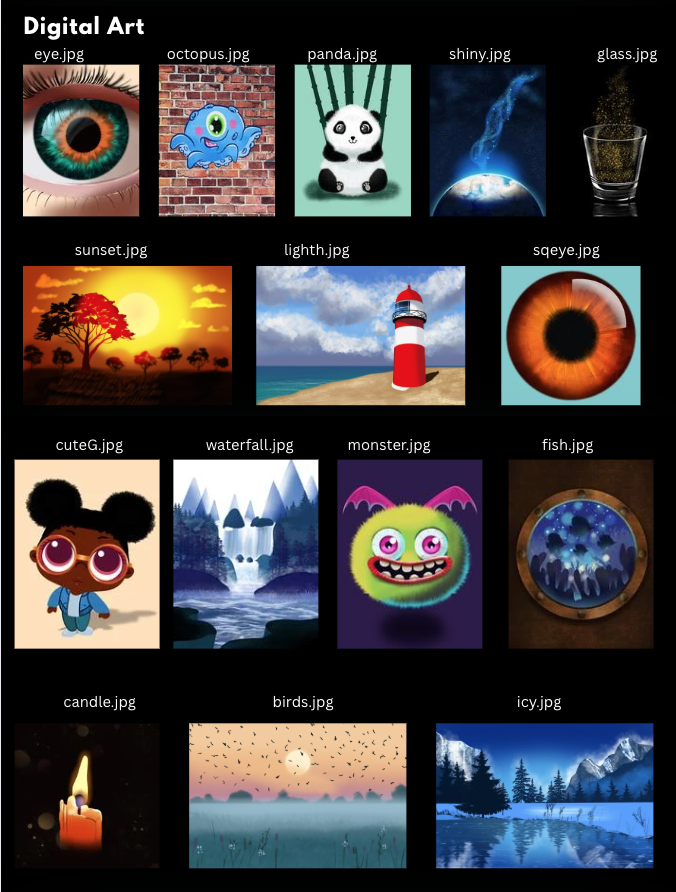 Digital Art
eye.jpg
octopus.jpg
panda.jpg
shiny.jpg
glass.jpg
sunset.jpg
lighth.jpg
sqeye.jpg
cuteG.jpg
waterfall.jpg
monster.jpg
fish.jpg
candle.jpg
birds.jpg
icy.jpg